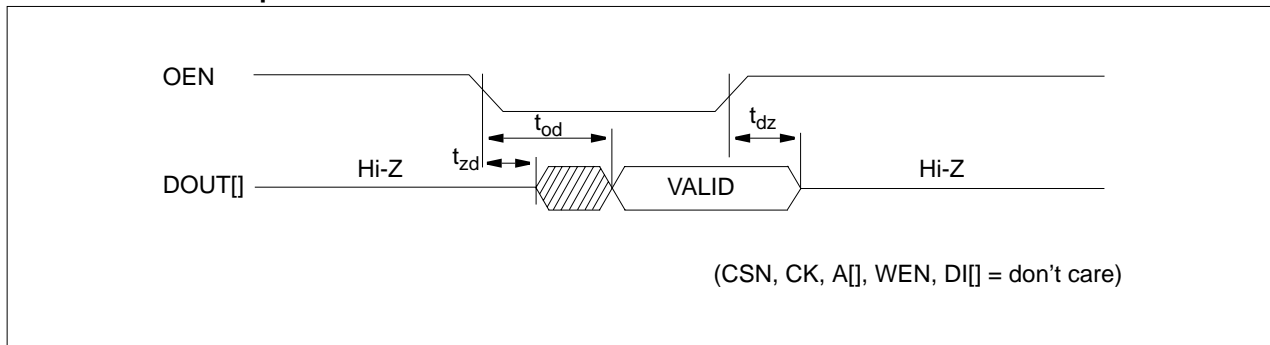 OEN
t_od
t_dz
t_zd
Hi-Z
Hi-Z
DOUT[]
VALID
(CSN, CK, A[], WEN, DI[] = don't care)